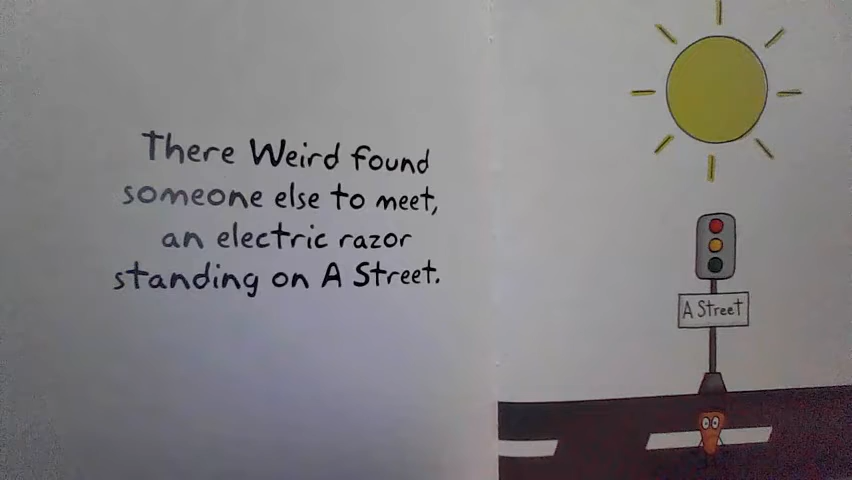 There Weird found
someone else to meet,
an electric razor
standing on A Street.
A Street